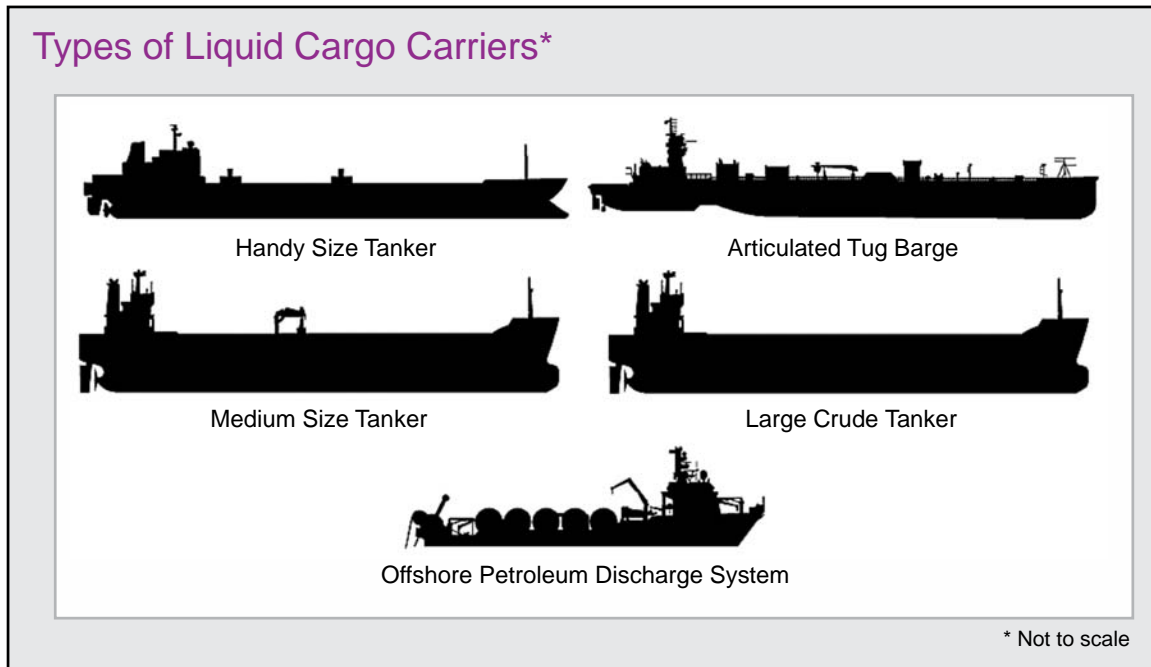 Types of Liquid Cargo Carriers*
Handy Size Tanker
Articulated Tug Barge
Medium Size Tanker
Large Crude Tanker
Offshore Petroleum Discharge System
* Not to scale